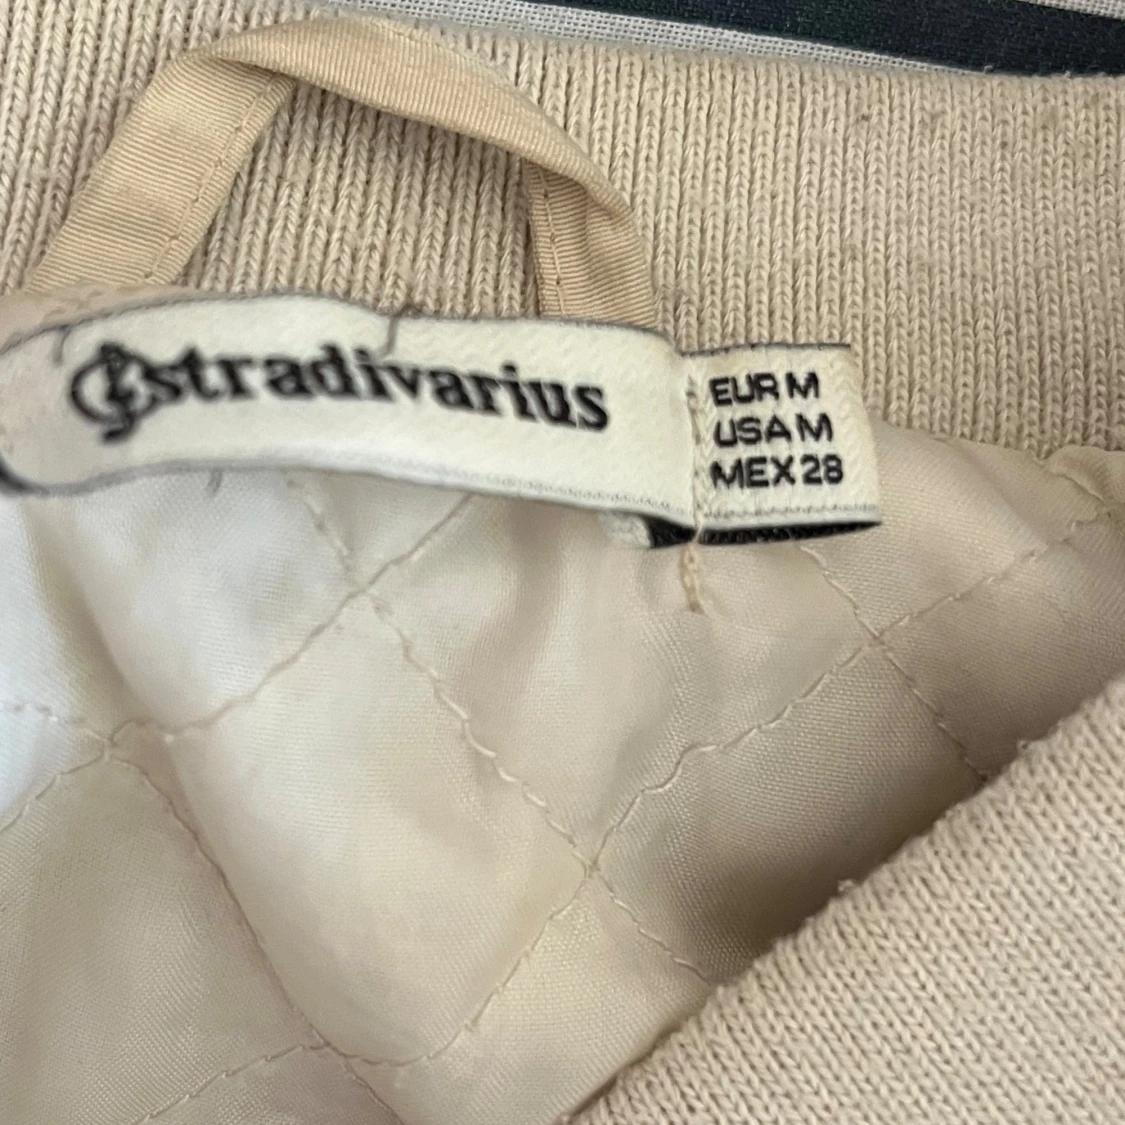 stradivarius
EUR M
USA M
MEX 28